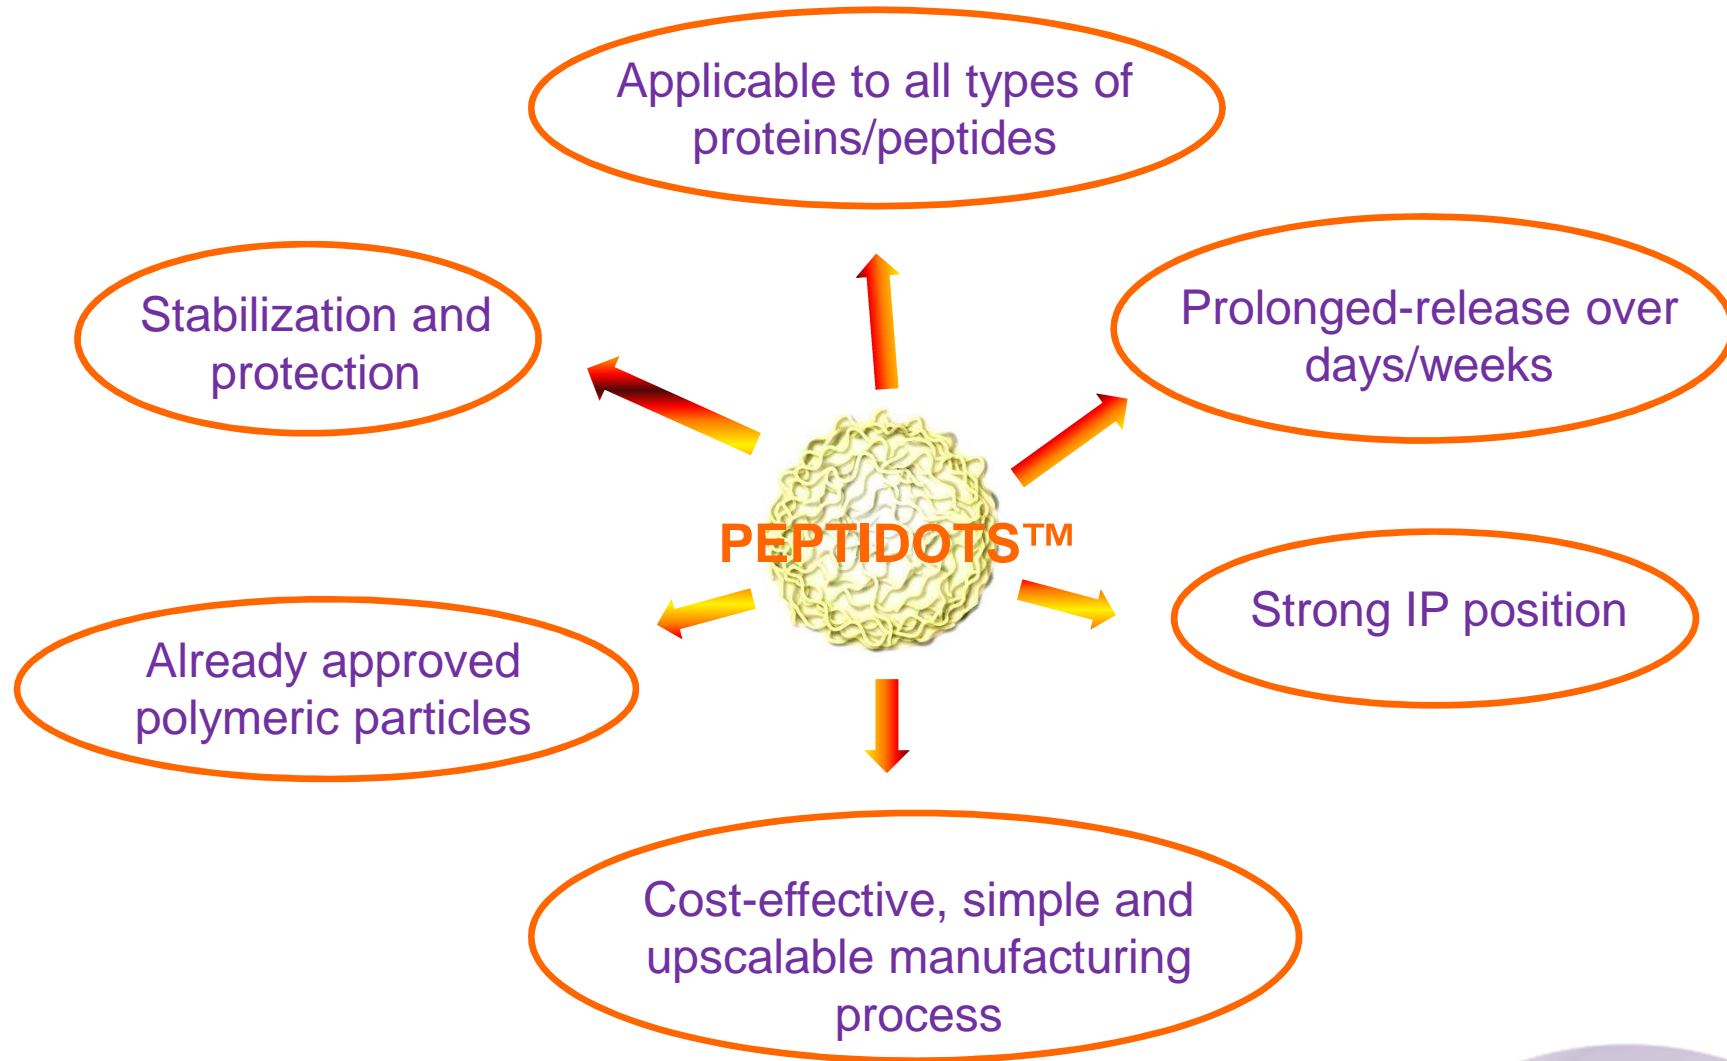 Applicable to all types of
proteins/peptides
Stabilization and
protection
Prolonged-release over
days/weeks
PEPTIDOTS™
Strong IP position
Already approved
polymeric particles
Cost-effective, simple and
upscalable manufacturing
process